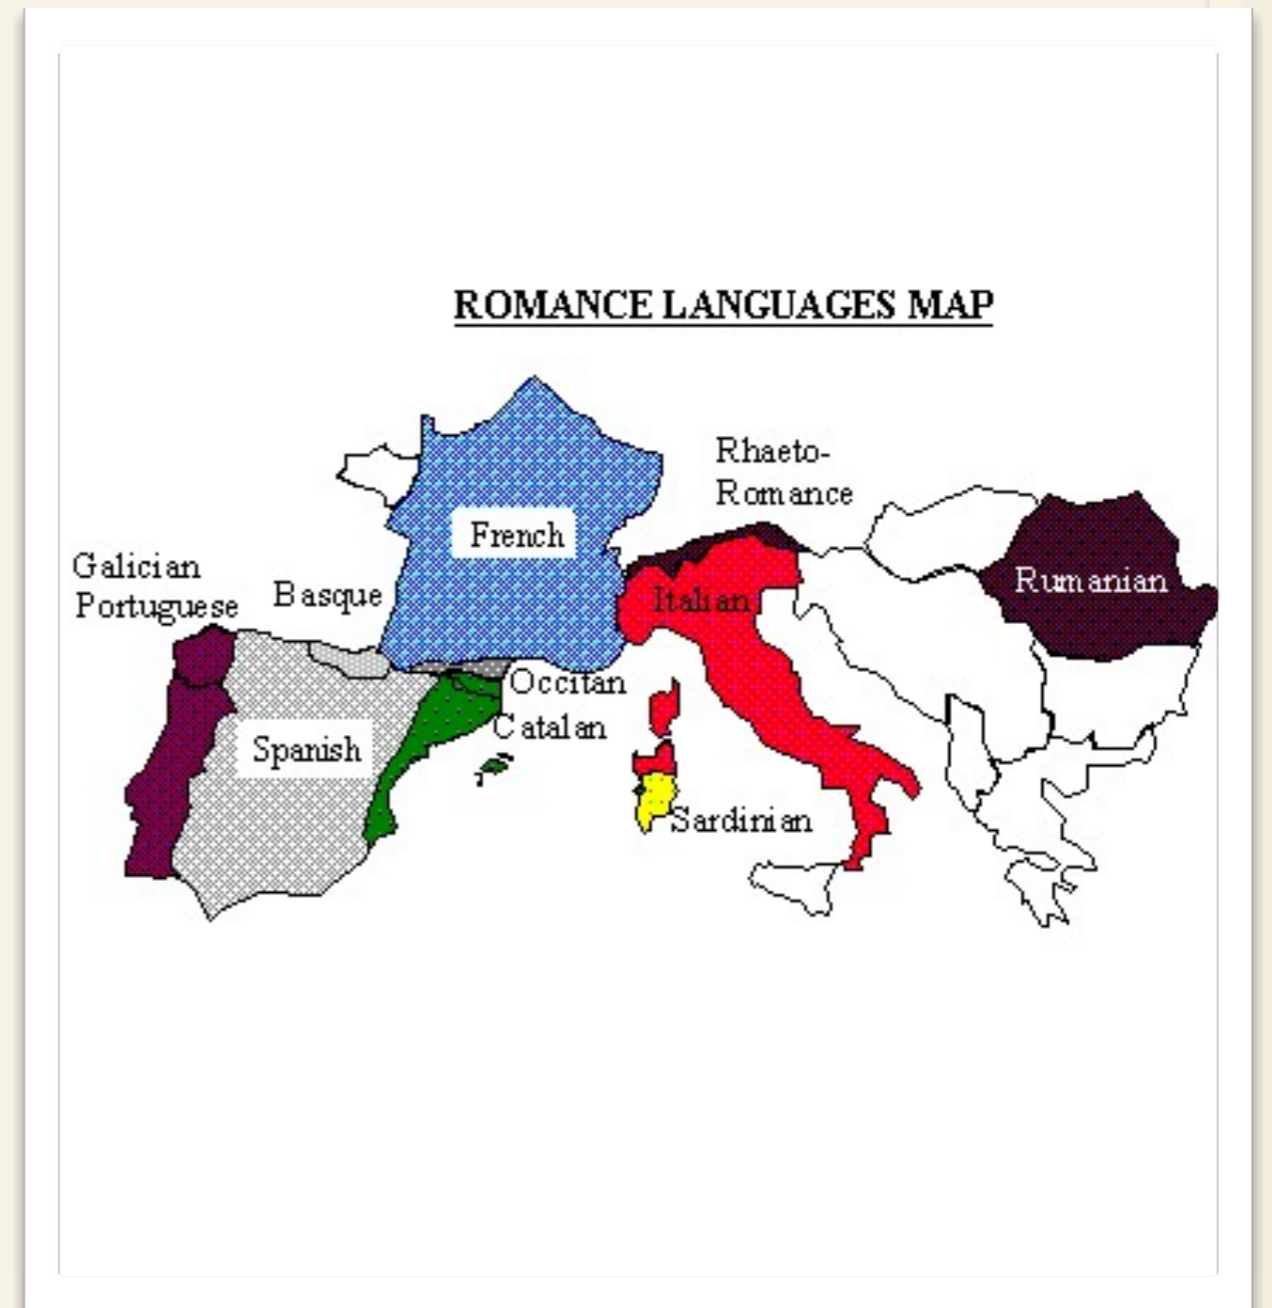 ROMANCE LANGUAGES MAP
Rhaeto-
Romance
French
Galician
Portuguese
Basque
Italian
Rumanian
Occitan
Catalan
Spanish
Sardinian